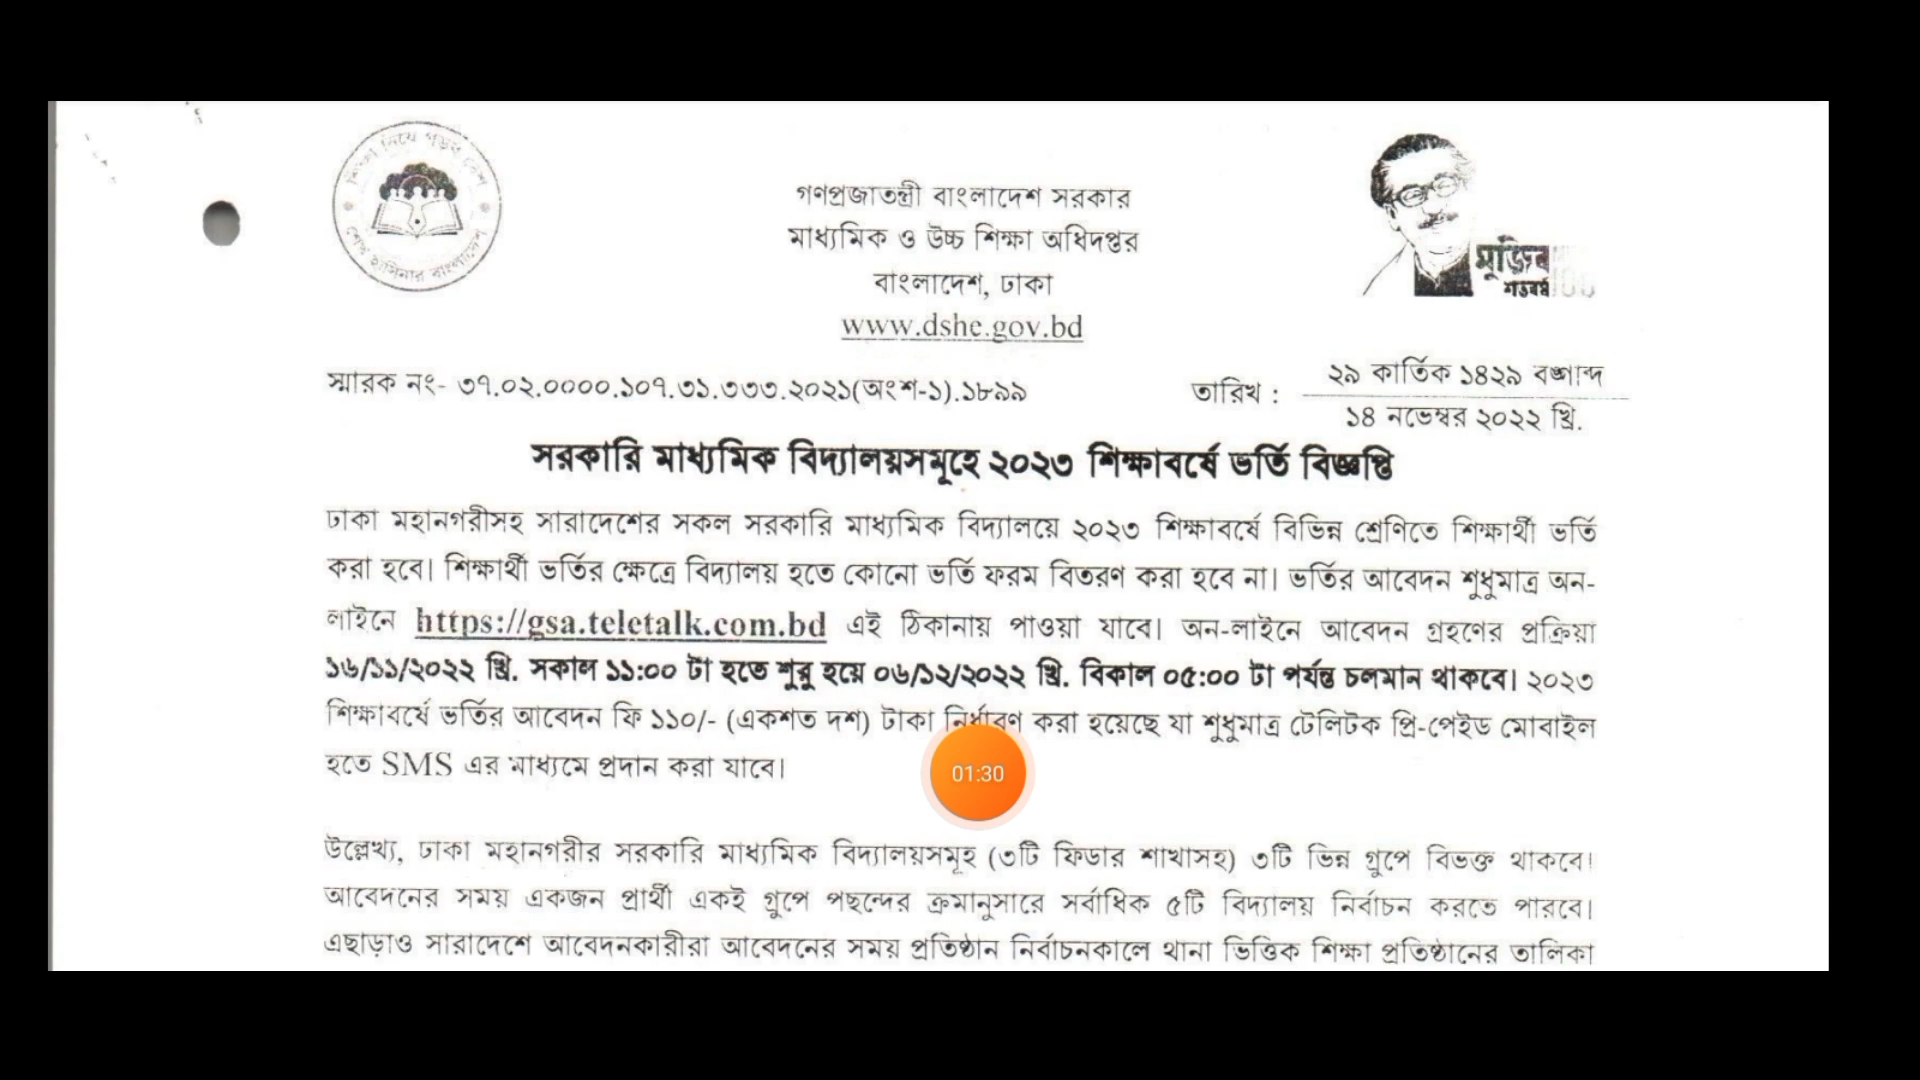 শিক্ষা নিয়ে গড়ব দেশ
শেখ হাসিনার বাংলাদেশ
মুজিব
শতবর্ষ 100
গণপ্রজাতন্ত্রী বাংলাদেশ সরকার
মাধ্যমিক ও উচ্চ শিক্ষা অধিদপ্তর
বাংলাদেশ, ঢাকা
www.dshe.gov.bd
স্মারক নং- ৩৭.০২.০০০০.১০৭.৩১.৩৩৩.২০২১(অংশ-১).১৮৯৯
তারিখ : ২৯ কার্তিক ১৪২৯ বঙ্গাব্দ
১৪ নভেম্বর ২০২২ খ্রি.
সরকারি মাধ্যমিক বিদ্যালয়সমূহে ২০২৩ শিক্ষাবর্ষে ভর্তি বিজ্ঞপ্তি
ঢাকা মহানগরীসহ সারাদেশের সকল সরকারি মাধ্যমিক বিদ্যালয়ে ২০২৩ শিক্ষাবর্ষে বিভিন্ন শ্রেণিতে শিক্ষার্থী ভর্তি
করা হবে। শিক্ষার্থী ভর্তির ক্ষেত্রে বিদ্যালয় হতে কোনো ভর্তি ফরম বিতরণ করা হবে না। ভর্তির আবেদন শুধুমাত্র অন-
লাইনে https://gsa.teletalk.com.bd এই ঠিকানায় পাওয়া যাবে। অন-লাইনে আবেদন গ্রহণের প্রক্রিয়া
১৬/১১/২০২২ খ্রি. সকাল ১১:০০ টা হতে শুরু হয়ে ০৬/১২/২০২২ খ্রি. বিকাল ০৫:০০ টা পর্যন্ত চলমান থাকবে। ২০২৩
শিক্ষাবর্ষে ভর্তির আবেদন ফি ১১০/- (একশত দশ) টাকা নির্ধারণ করা হয়েছে যা শুধুমাত্র টেলিটক প্রি-পেইড মোবাইল
হতে SMS এর মাধ্যমে প্রদান করা যাবে।
01:30
উল্লেখ্য, ঢাকা মহানগরীর সরকারি মাধ্যমিক বিদ্যালয়সমূহ (৩টি ফিডার শাখাসহ) ৩টি ভিন্ন গ্রুপে বিভক্ত থাকবে।
আবেদনের সময় একজন প্রার্থী একই গ্রুপে পছন্দের ক্রমানুসারে সর্বাধিক ৫টি বিদ্যালয় নির্বাচন করতে পারবে।
এছাড়াও সারাদেশে আবেদনকারীরা আবেদনের সময় প্রতিষ্ঠান নির্বাচনকালে থানা ভিত্তিক শিক্ষা প্রতিষ্ঠানের তালিকা